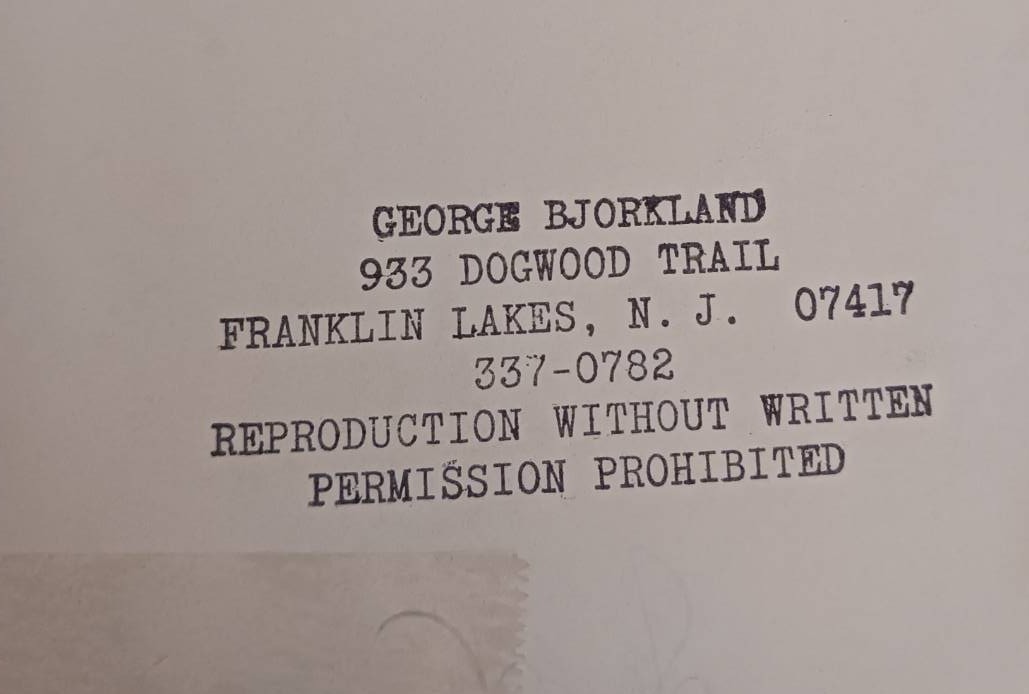 GEORGE BJORKLAND
933 DOGWOOD TRAIL
FRANKLIN LAKES, N. J. 07417
337-0782
REPRODUCTION WITHOUT WRITTEN
PERMISSION PROHIBITED